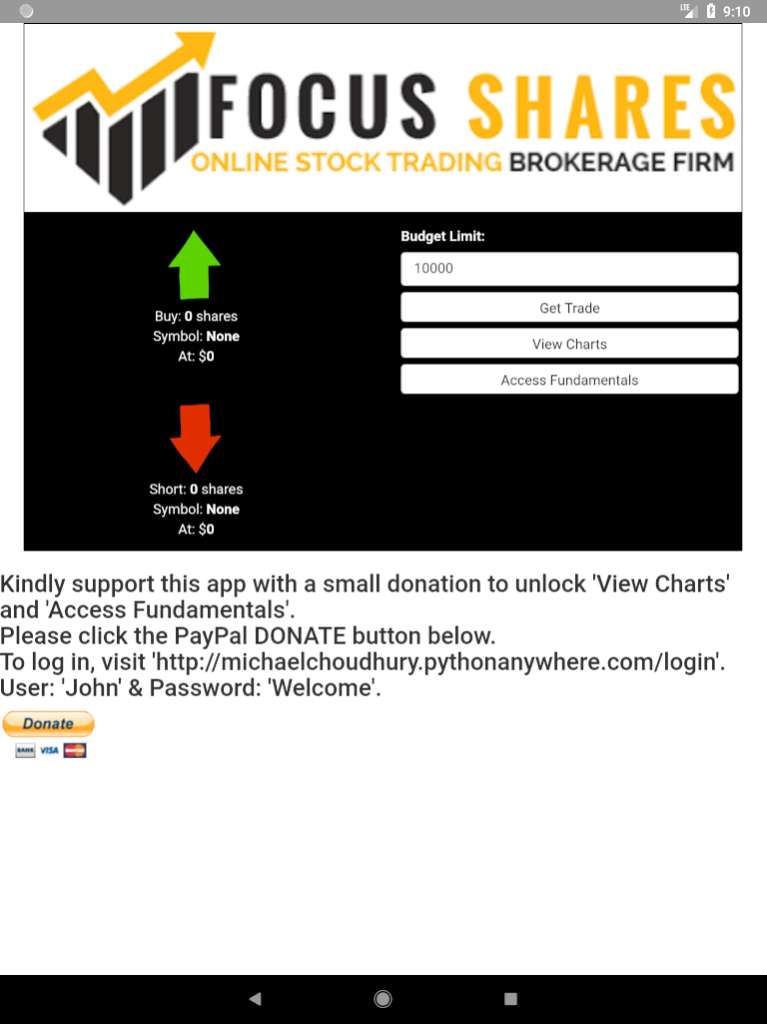 LTE 9:10
FOCUS SHARES
ONLINE STOCK TRADING BROKERAGE FIRM
Buy: 0 shares
Symbol: None
At: $0
Budget Limit:
10000
Get Trade
View Charts
Access Fundamentals
Short: 0 shares
Symbol: None
At: $0
Kindly support this app with a small donation to unlock 'View Charts'
and 'Access Fundamentals'.
Please click the PayPal DONATE button below.
To log in, visit 'http://michaelchoudhury.pythonanywhere.com/login'.
User: 'John' & Password: 'Welcome'.
Donate
BANK VISA